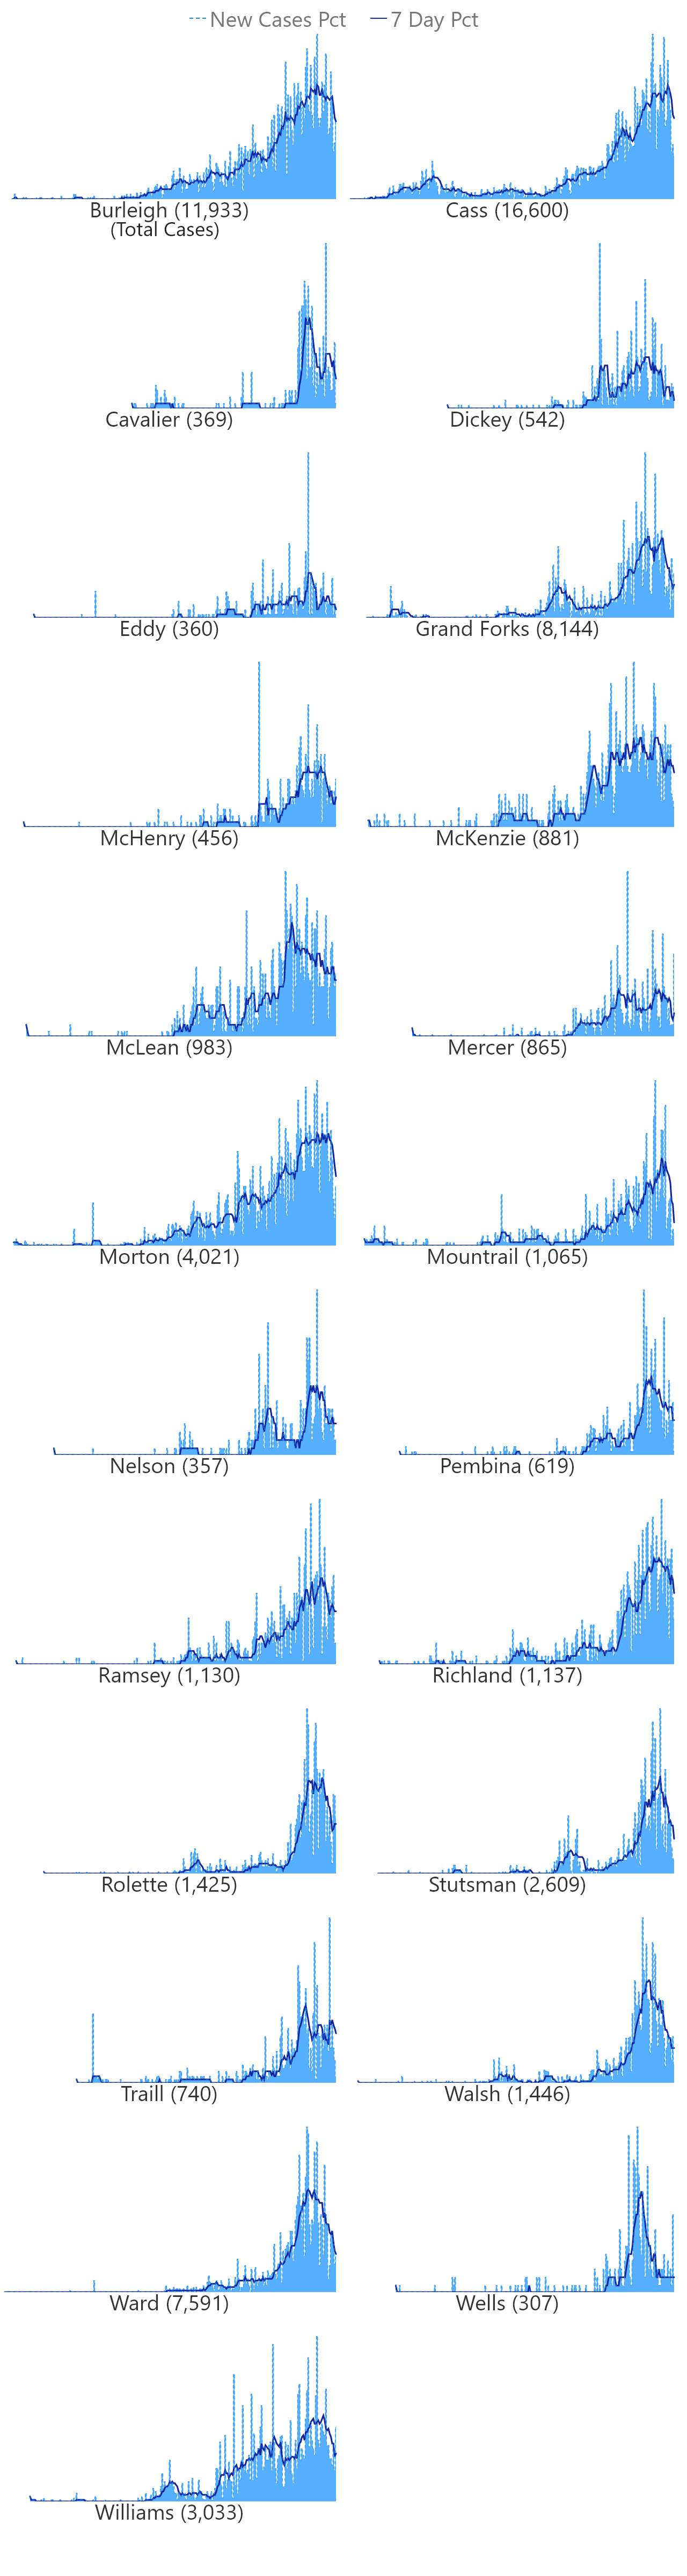 New Cases Pct 7 Day Pct
Burleigh (11,933) Cass (16,600)
(Total Cases)
Cavalier (369) Dickey (542)
Eddy (360) Grand Forks (8,144)
McHenry (456) McKenzie (881)
McLean (983) Mercer (865)
Morton (4,021) Mountrail (1,065)
Nelson (357) Pembina (619)
Ramsey (1,130) Richland (1,137)
Rolette (1,425) Stutsman (2,609)
Traill (740) Walsh (1,446)
Ward (7,591) Wells (307)
Williams (3,033)